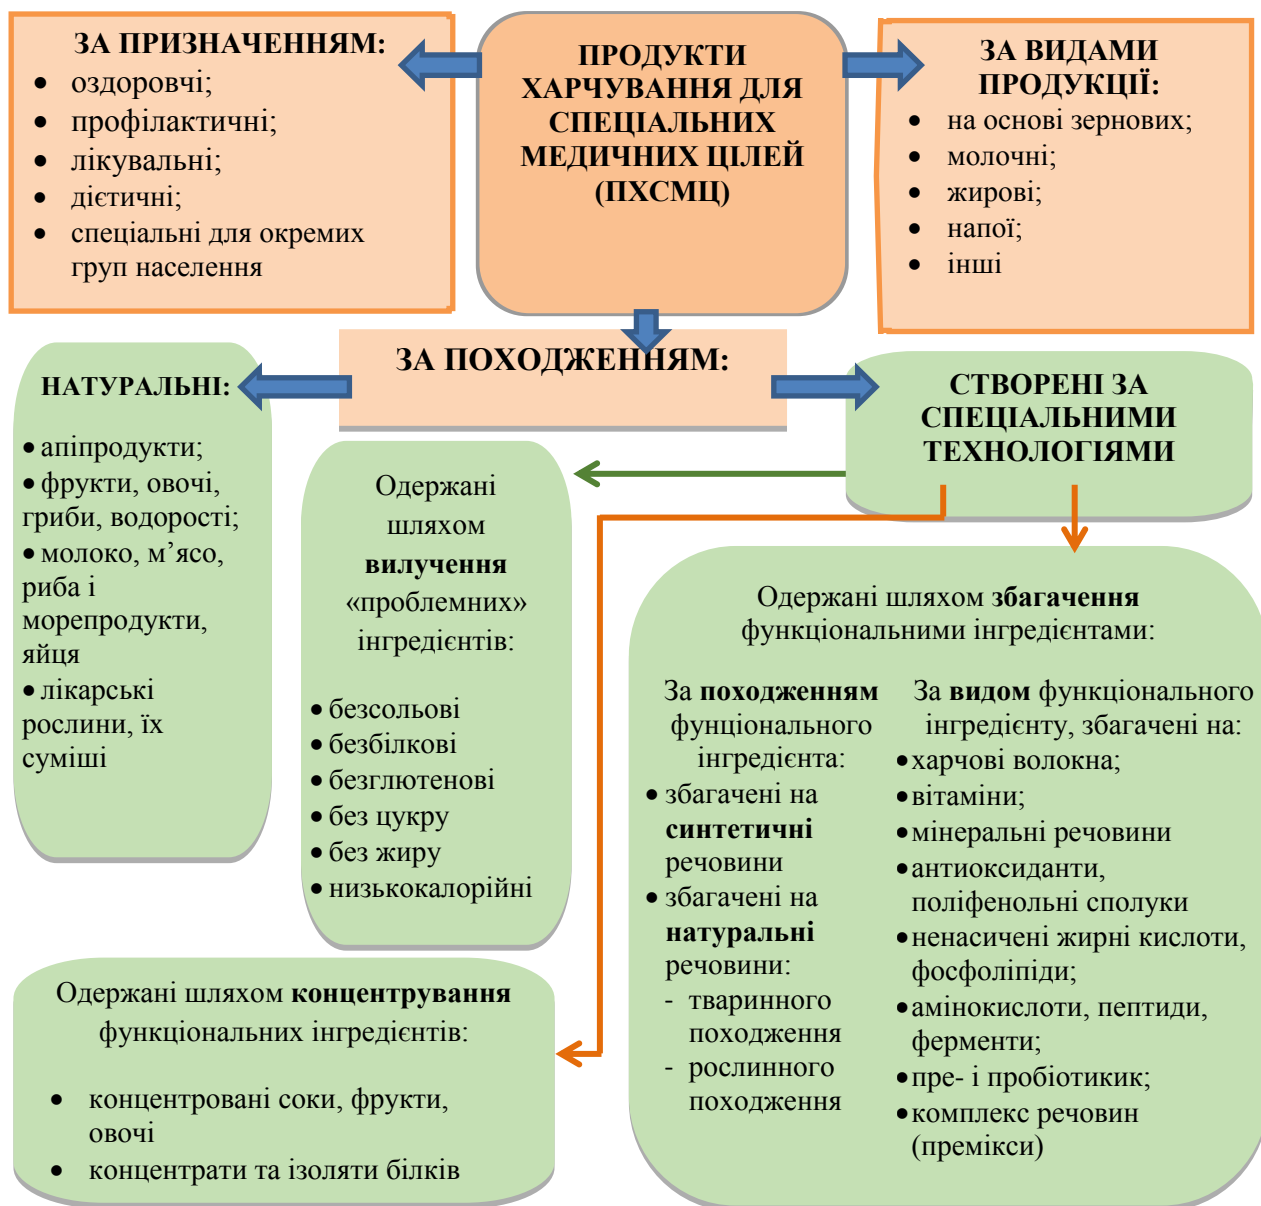 ЗА ПРИЗНАЧЕННЯМ:
• оздоровчі;
• профілактичні;
• лікувальні;
• дієтичні;
• спеціальні для окремих
груп населення
ПРОДУКТИ
ХАРЧУВАННЯ ДЛЯ
СПЕЦІАЛЬНИХ
МЕДИЧНИХ ЦІЛЕЙ
(ПХСМЦ)
ЗА ВИДАМИ
ПРОДУКЦІЇ:
• на основі зернових;
• молочні;
• жирові;
• напої;
• інші
ЗА ПОХОДЖЕННЯМ:
НАТУРАЛЬНІ:
• апіпродукти;
• фрукти, овочі,
гриби, водорості;
• молоко, м’ясо,
риба і
морепродукти,
яйця
• лікарські
рослини, їх
суміші
СТВОРЕНІ ЗА
СПЕЦІАЛЬНИМИ
ТЕХНОЛОГІЯМИ
Одержані
шляхом
вилучення
«проблемних»
інгредієнтів:
• безсольові
• безбілкові
• безглютенові
• без цукру
• без жиру
• низькокалорійні
Одержані шляхом збагачення
функціональними інгредієнтами:
За походженням
фунціонального
інгредієнта:
• збагачені на
синтетичні
речовини
• збагачені на
натуральні
речовини:
- тваринного
походження
- рослинного
походження
За видом функціонального
інгредієнту, збагачені на:
• харчові волокна;
• вітаміни;
• мінеральні речовини
• антиоксиданти,
поліфенольні сполуки
• ненасичені жирні кислоти,
фосфоліпіди;
• амінокислоти, пептиди,
ферменти;
• пре- і пробіотикик;
• комплекс речовин
(премікси)
Одержані шляхом концентрування
функціональних інгредієнтів:
• концентровані соки, фрукти,
овочі
• концентрати та ізоляти білків